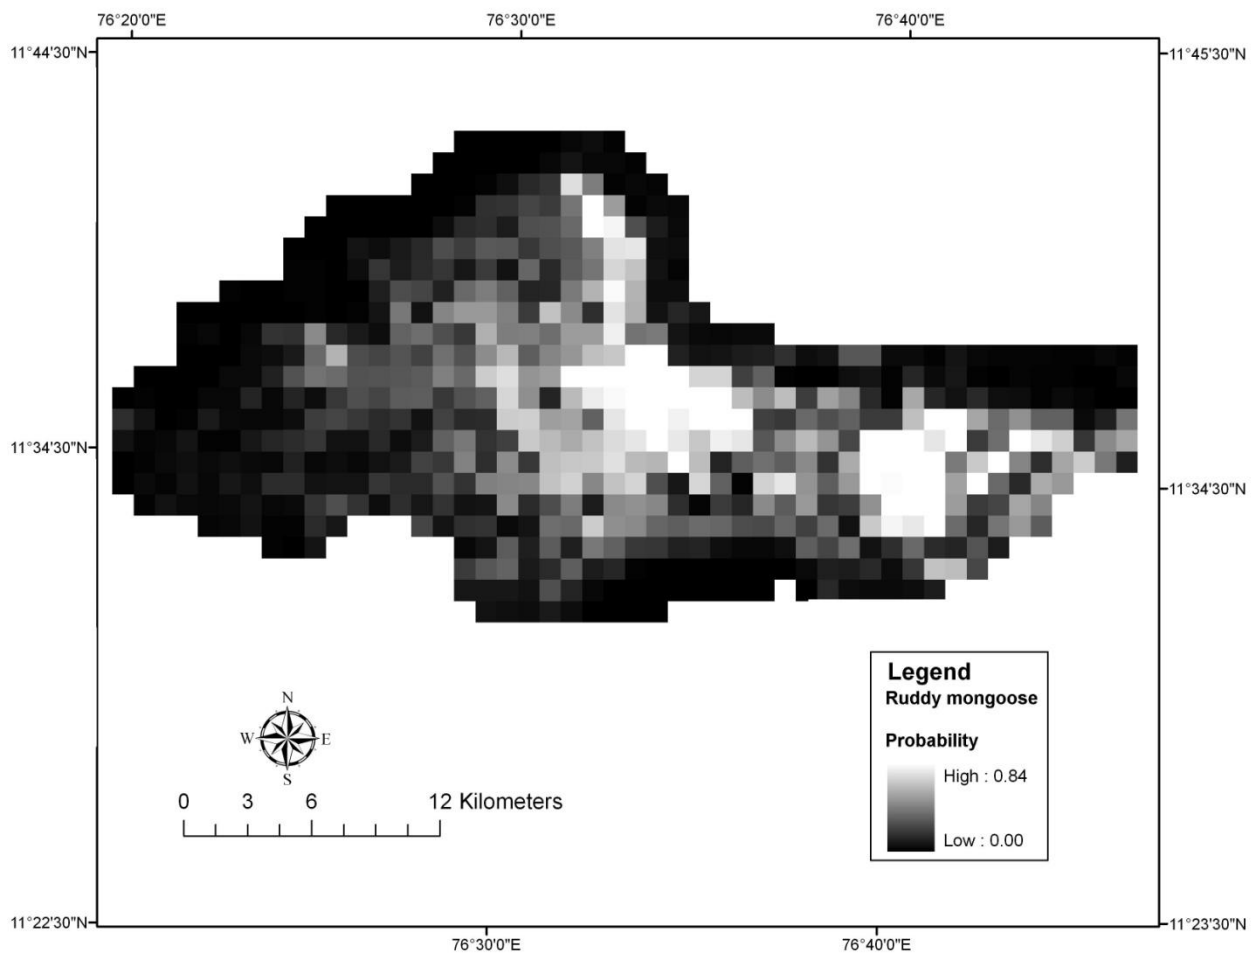 76°20'0"E
76°30'0"E
76°40'0"E
11°44'30"N
11°45'30"N
11°34'30"N
11°34'30"N
Legend
Ruddy mongoose
Probability
High : 0.84
Low : 0.00
N
W
E
S
0 3 6 12 Kilometers
11°22'30"N
11°23'30"N
76°30'0"E
76°40'0"E